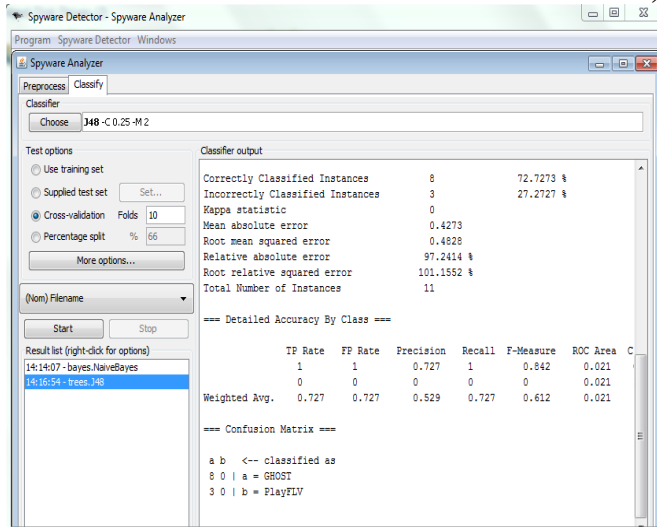 Spyware Detector - Spyware Analyzer
Program Spyware Detector Windows
Spyware Analyzer
Preprocess Classify
Classifier
Choose J48 -C 0.25 -M 2
Test options
Use training set
Supplied test set Set...
Cross-validation Folds 10
Percentage split % 66
More options...
(Nom) Filename
Start Stop
Result list (right-click for options)
14:14:07 - bayes.NaiveBayes
14:16:54 - trees.J48
Classifier output
Correctly Classified Instances 8 72.7273 %
Incorrectly Classified Instances 3 27.2727 %
Kappa statistic 0
Mean absolute error 0.4273
Root mean squared error 0.4828
Relative absolute error 97.2414 %
Root relative squared error 101.1552 %
Total Number of Instances 11
=== Detailed Accuracy By Class ===
TP Rate FP Rate Precision Recall F-Measure ROC Area C
1 1 0.727 1 0.842 0.021
0 0 0 0 0 0.021
Weighted Avg. 0.727 0.727 0.529 0.727 0.612 0.021
=== Confusion Matrix ===
a b <-- classified as
8 0 | a = GHOST
3 0 | b = PlayFLV